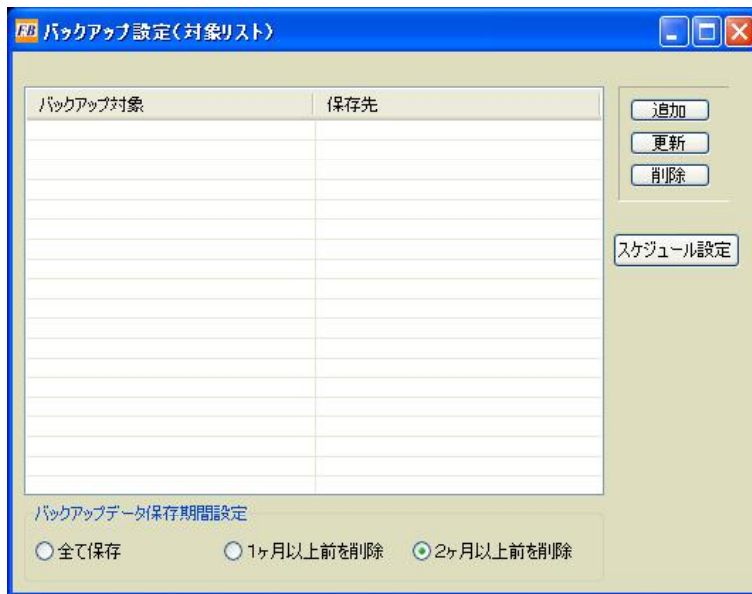 FB バックアップ設定(対象リスト)
バックアップ対象 保存先
追加
更新
削除
スケジュール設定
バックアップデータ保存期間設定
全て保存 1ヶ月以上前を削除 2ヶ月以上前を削除